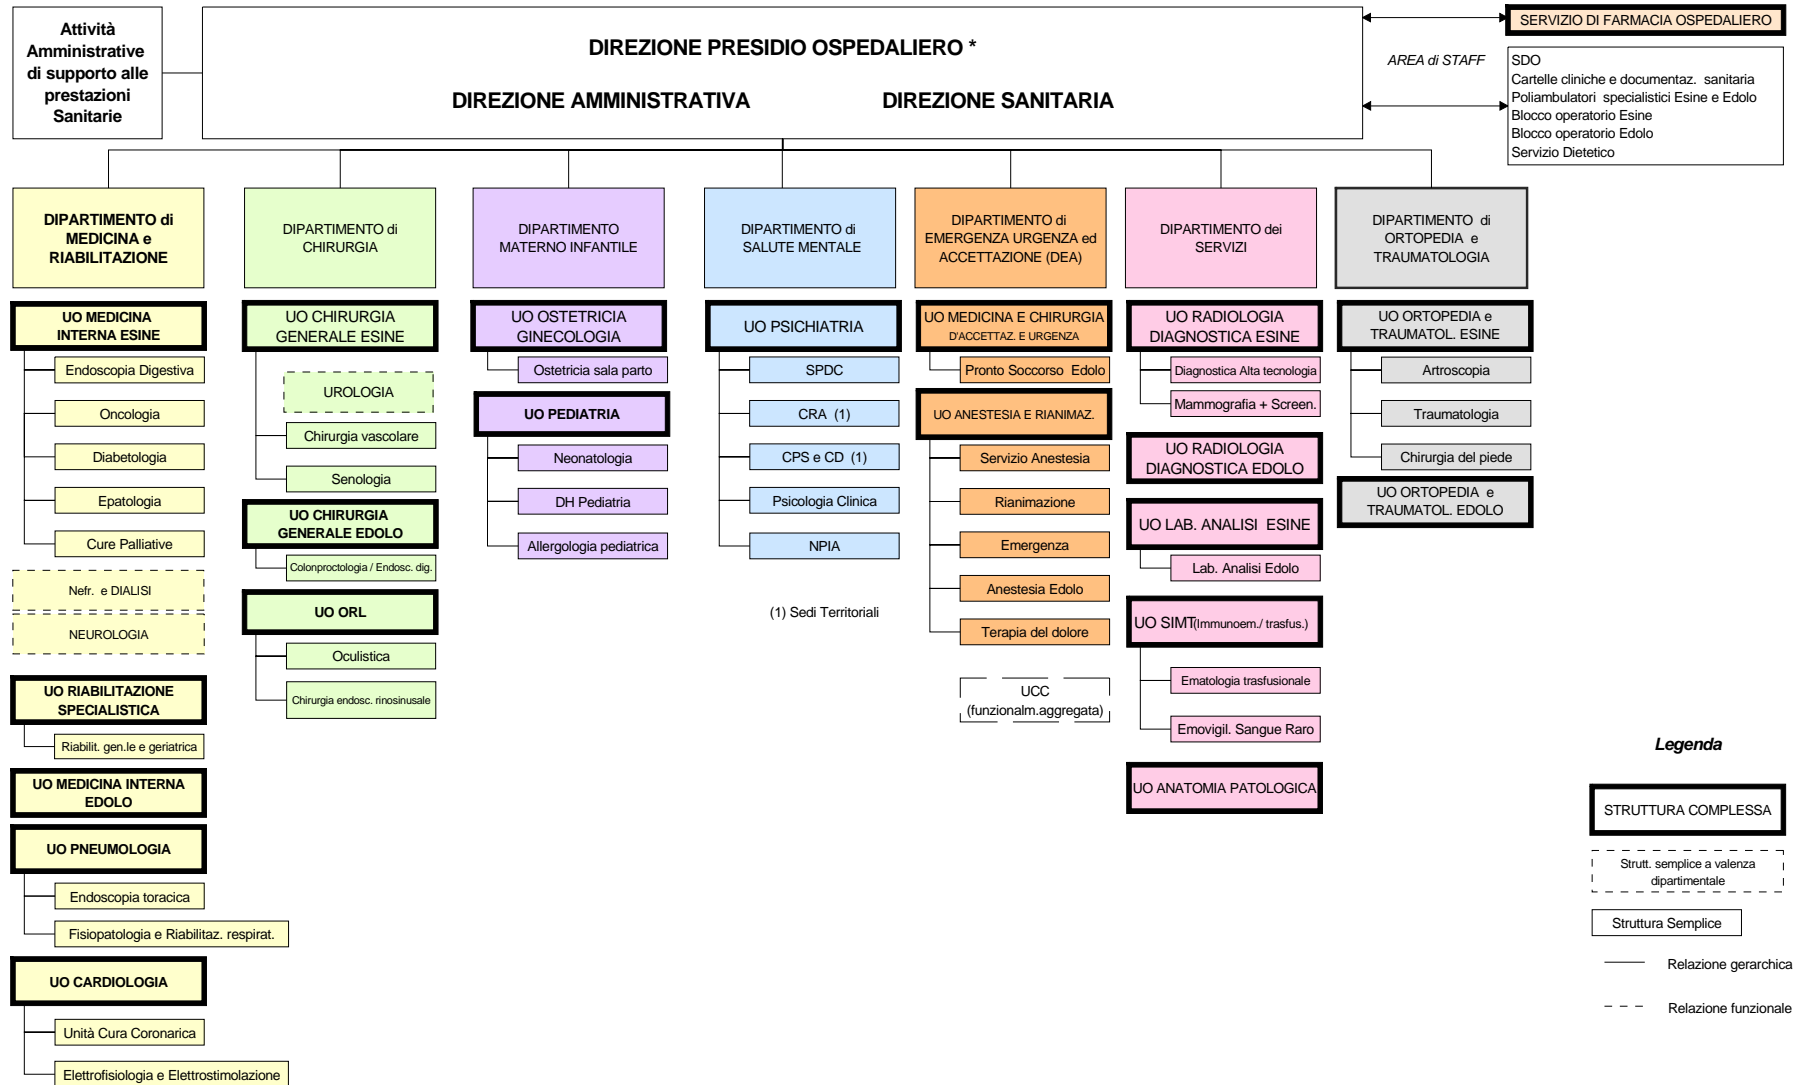 Attività
Amministrative
di supporto alle
prestazioni
Sanitarie
DIREZIONE PRESIDIO OSPEDALIERO *
DIREZIONE AMMINISTRATIVA
DIREZIONE SANITARIA
AREA di STAFF
SERVIZIO DI FARMACIA OSPEDALIERO
SDO
Cartelle cliniche e documentaz. sanitaria
Poliambulatori specialistici Esine e Edolo
Blocco operatorio Esine
Blocco operatorio Edolo
Servizio Dietetico
DIPARTIMENTO di
MEDICINA e
RIABILITAZIONE
UO MEDICINA
INTERNA ESINE
Endoscopia Digestiva
Oncologia
Diabetologia
Epatologia
Cure Palliative
Nefr. e DIALISI
NEUROLOGIA
UO RIABILITAZIONE
SPECIALISTICA
Riabilit. gen.le e geriatrica
UO MEDICINA INTERNA
EDOLO
UO PNEUMOLOGIA
Endoscopia toracica
Fisiopatologia e Riabilitaz. respirat.
UO CARDIOLOGIA
Unità Cura Coronarica
Elettrofisiologia e Elettrostimolazione
DIPARTIMENTO di
CHIRURGIA
UO CHIRURGIA
GENERALE ESINE
UROLOGIA
Chirurgia vascolare
Senologia
UO CHIRURGIA
GENERALE EDOLO
Colonproctologia / Endosc. dig.
UO ORL
Oculistica
Chirurgia endosc. rinosinusale
DIPARTIMENTO
MATERNO INFANTILE
UO OSTETRICIA
GINECOLOGIA
Ostetricia sala parto
UO PEDIATRIA
Neonatologia
DH Pediatria
Allergologia pediatrica
DIPARTIMENTO di
SALUTE MENTALE
UO PSICHIATRIA
SPDC
CRA (1)
CPS e CD (1)
Psicologia Clinica
NPIA
(1) Sedi Territoriali
DIPARTIMENTO di
EMERGENZA URGENZA ed
ACCETTAZIONE (DEA)
UO MEDICINA E CHIRURGIA
D'ACCETTAZ. E URGENZA
Pronto Soccorso Edolo
UO ANESTESIA E RIANIMAZ.
Servizio Anestesia
Rianimazione
Emergenza
Anestesia Edolo
Terapia del dolore
UCC
(funzionalm.aggregata)
DIPARTIMENTO dei
SERVIZI
UO RADIOLOGIA
DIAGNOSTICA ESINE
Diagnostica Alta tecnologia
Mammografia + Screen.
UO RADIOLOGIA
DIAGNOSTICA EDOLO
UO LAB. ANALISI ESINE
Lab. Analisi Edolo
UO SIMT(Immunoem./ trasfus.)
Ematologia trasfusionale
Emovigil. Sangue Raro
UO ANATOMIA PATOLOGICA
DIPARTIMENTO di
ORTOPEDIA e
TRAUMATOLOGIA
UO ORTOPEDIA e
TRAUMATOL. ESINE
Artroscopia
Traumatologia
Chirurgia del piede
UO ORTOPEDIA e
TRAUMATOL. EDOLO
Legenda
STRUTTURA COMPLESSA
Strutt. semplice a valenza
dipartimentale
Struttura Semplice
Relazione gerarchica
Relazione funzionale